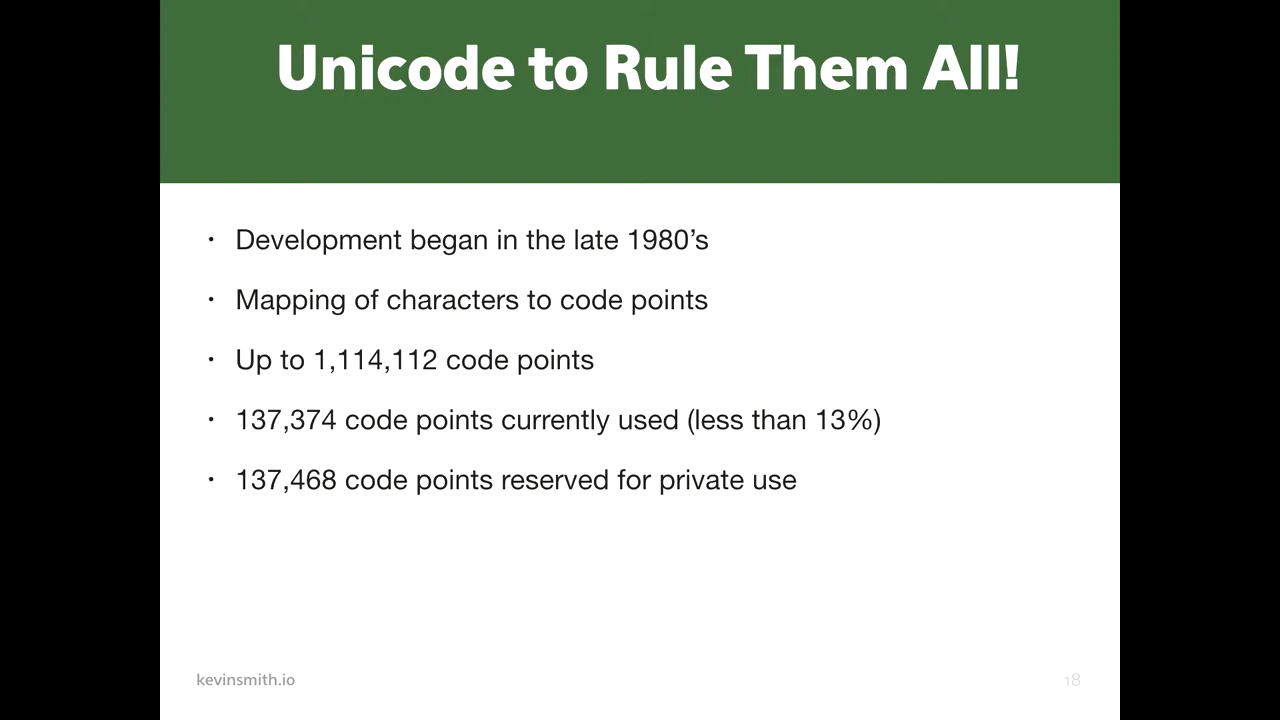 Unicode to Rule Them All!
• Development began in the late 1980’s
• Mapping of characters to code points
• Up to 1,114,112 code points
• 137,374 code points currently used (less than 13%)
• 137,468 code points reserved for private use
kevinsmith.io
18